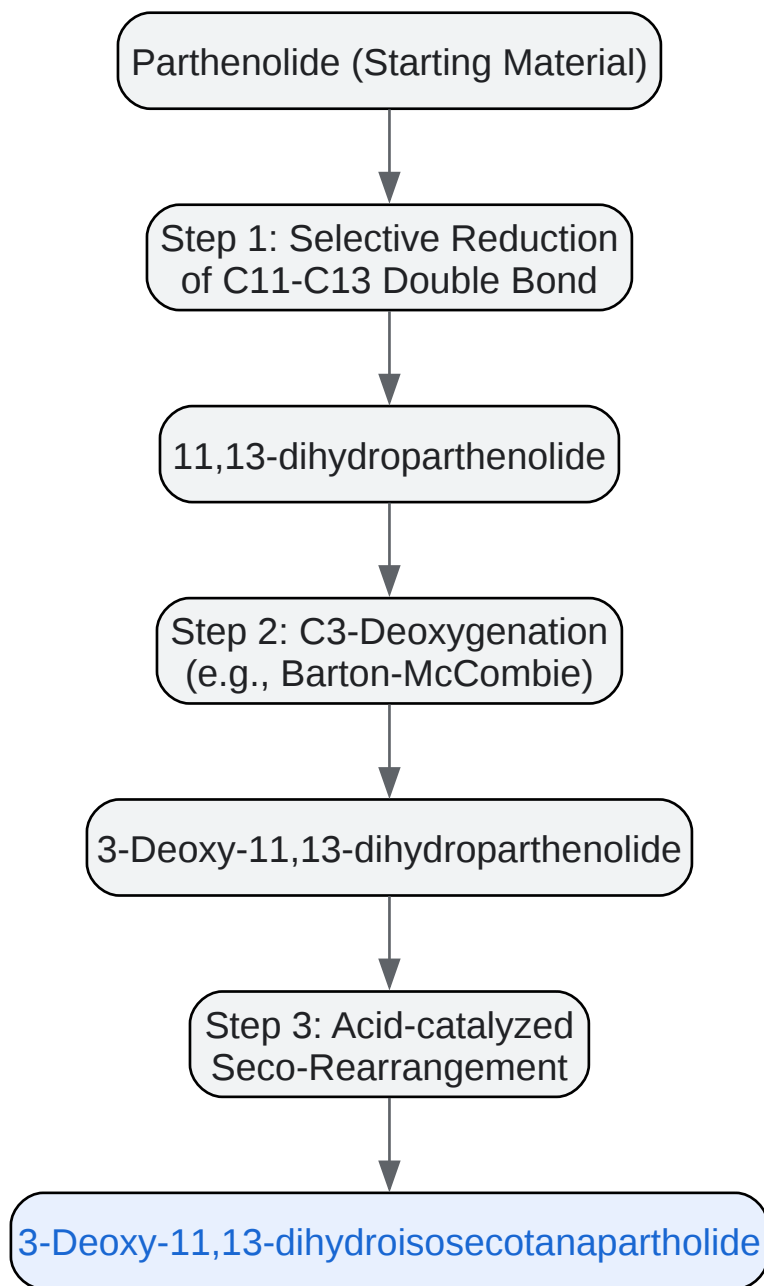 Parthenolide (Starting Material)
Step 1: Selective Reduction
of C11-C13 Double Bond
11,13-dihydroparthenolide
Step 2: C3-Deoxygenation
(e.g., Barton-McCombie)
3-Deoxy-11,13-dihydroparthenolide
Step 3: Acid-catalyzed
Seco-Rearrangement
3-Deoxy-11,13-dihydroisosecotanapartholide